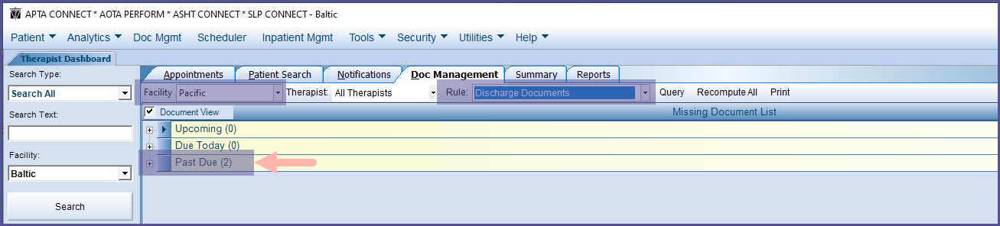 APTA CONNECT * AOTA PERFORM * ASHT CONNECT * SLP CONNECT - Baltic
Patient Analytics Doc Mgmt Scheduler Inpatient Mgmt Tools Security Utilities Help
Therapist Dashboard
Search Type:
Search All
Search Text:
Facility:
Baltic
Search
Appointments Patient Search Notifications Doc Management Summary Reports
Facility Pacific Therapist: All Therapists Rule: Discharge Documents Query Recompute All Print
Document View Missing Document List
Upcoming (0)
Due Today (0)
Past Due (2)